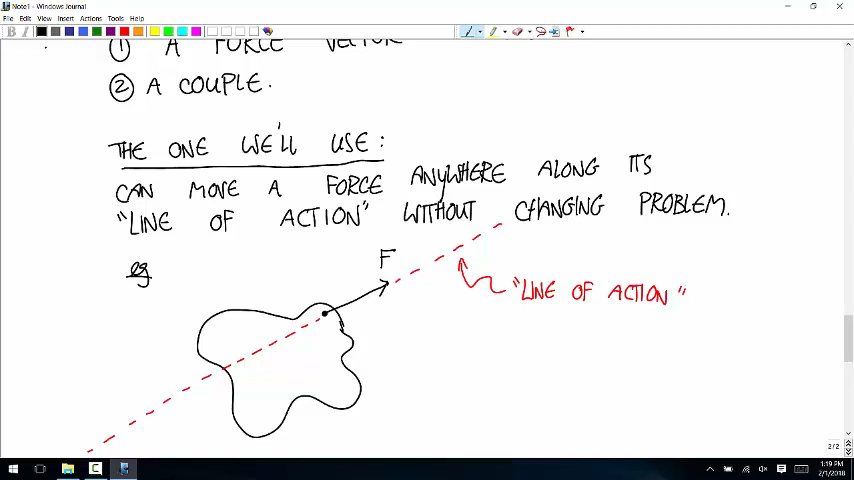 Note1 - Windows Journal
File Edit View Insert Actions Tools Help
B I
① A FORCE VECTOR
② A COUPLE.
THE ONE WE'LL USE:
CAN MOVE A FORCE ANYWHERE ALONG ITS
"LINE OF ACTION" WITHOUT CHANGING PROBLEM.
eg
F
"LINE OF ACTION"
2/2
1:19 PM
2/1/2018